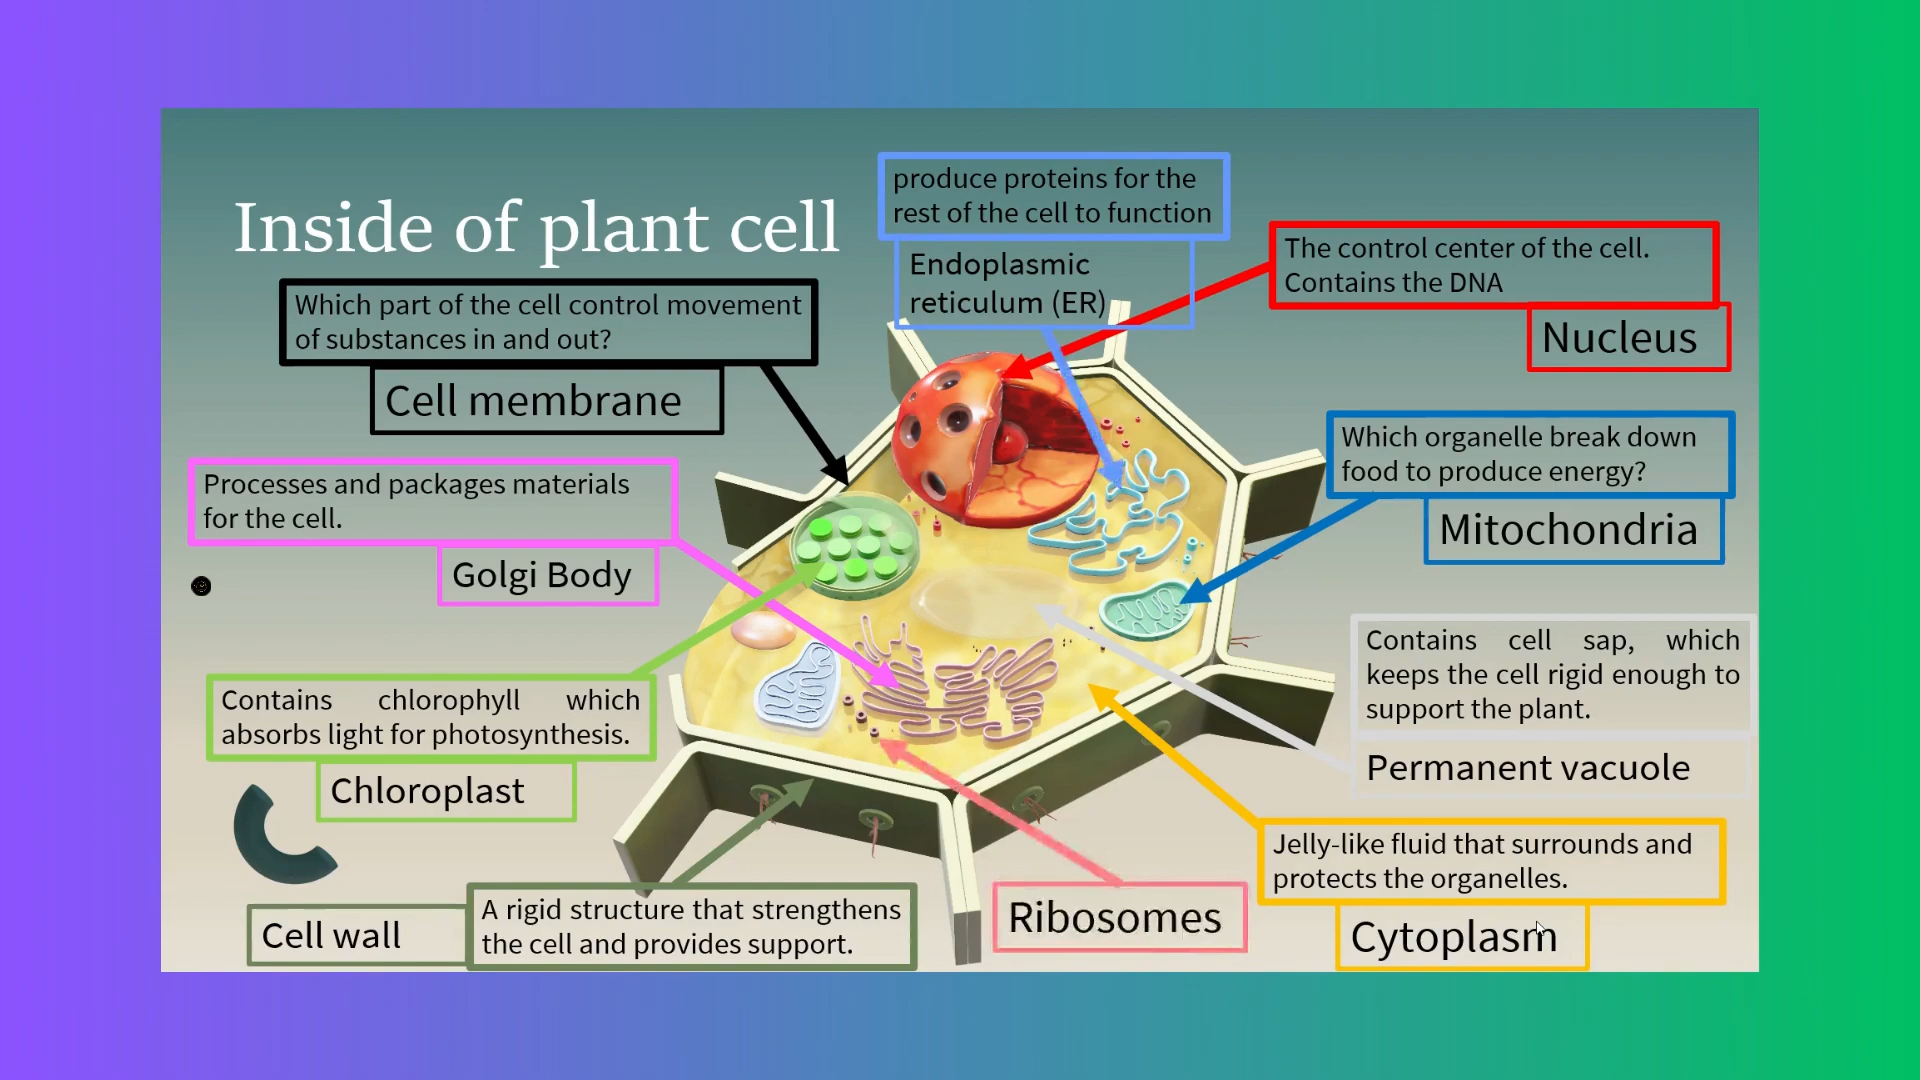 Inside of plant cell
produce proteins for the
rest of the cell to function
Endoplasmic
reticulum (ER)
The control center of the cell.
Contains the DNA
Nucleus
Which part of the cell control movement
of substances in and out?
Cell membrane
Which organelle break down
food to produce energy?
Mitochondria
Processes and packages materials
for the cell.
Golgi Body
Contains cell sap, which
keeps the cell rigid enough to
support the plant.
Permanent vacuole
Contains chlorophyll which
absorbs light for photosynthesis.
Chloroplast
Jelly-like fluid that surrounds and
protects the organelles.
Cytoplasm
Cell wall
A rigid structure that strengthens
the cell and provides support.
Ribosomes